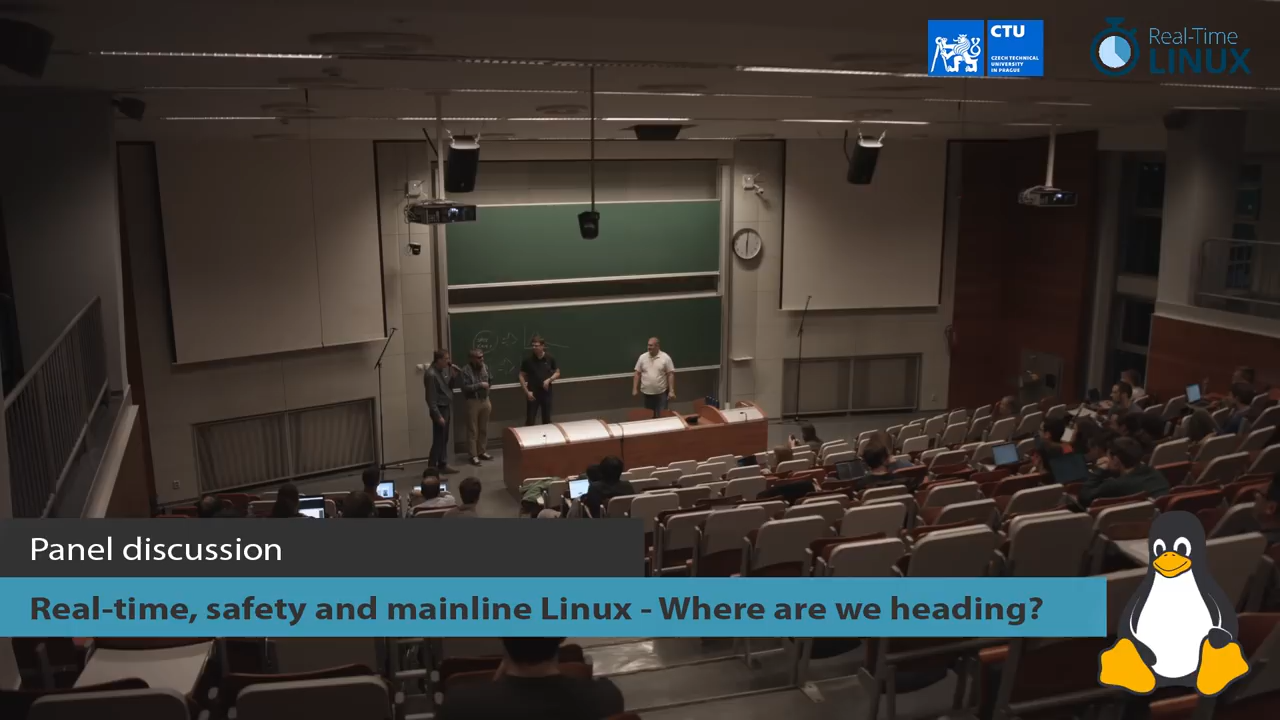 CTU
CZECH TECHNICAL
UNIVERSITY
IN PRAGUE
Real-Time
LINUX
Panel discussion
Real-time, safety and mainline Linux - Where are we heading?